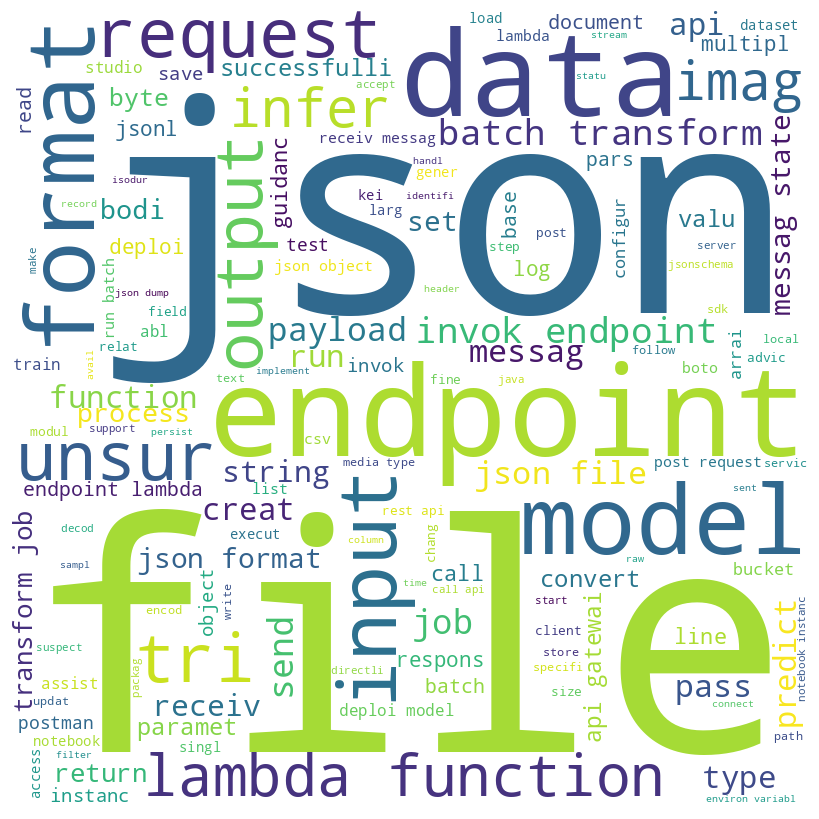 request
data
format
json
file
endpoint
load
lambda
document
stream
api
multipl
dataset
imag
studio
save
successfulli
accept
statu
read
byte
infer
jsonl
receiv messag
batch transform
isodur
guidanc
handl
gener
pars
messag state
record
bodi
output
kei
larg
identifi
set
base
post
configur
valu
server
make
deploi
test
json object
step
log
jsonschema
run batch
json dump
field
header
sdk
abl
relat
payload
invok endpoint
arrai
local
train
avail
run
invok
messag
follow
advic
function
text
implement
fine
java
boto
process
modul
support
persist
csv
unsur
string
media type
json file
post request
servic
endpoint lambda
list
input
model
sent
creat
rest api
transform job
decod
execut
column
chang
raw
sampl
json format
object
call
convert
bucket
time
call api
encod
write
start
api gatewai
notebook instanc
tri
send
job
client
line
predict
suspect
store
packag
directli
respons
specifi
assist
batch
size
pass
updat
receiv
connect
postman
paramet
deploi model
notebook
singl
path
filter
access
return
lambda function
type
instanc
environ variabl